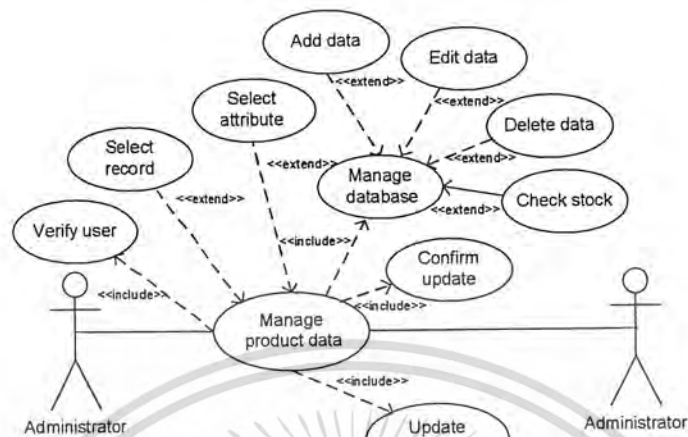 Add data
Edit data
<<extend>>
<<extend>>
Select
attribute
Delete data
<<extend>>
Select
record
<<extend>>
Manage
database
<<extend>>
Check stock
<<extend>>
Verify user
<<include>>
Confirm
update
<<include>>
<<include>>
Manage
product data
<<include>>
Update
Administrator
Administrator